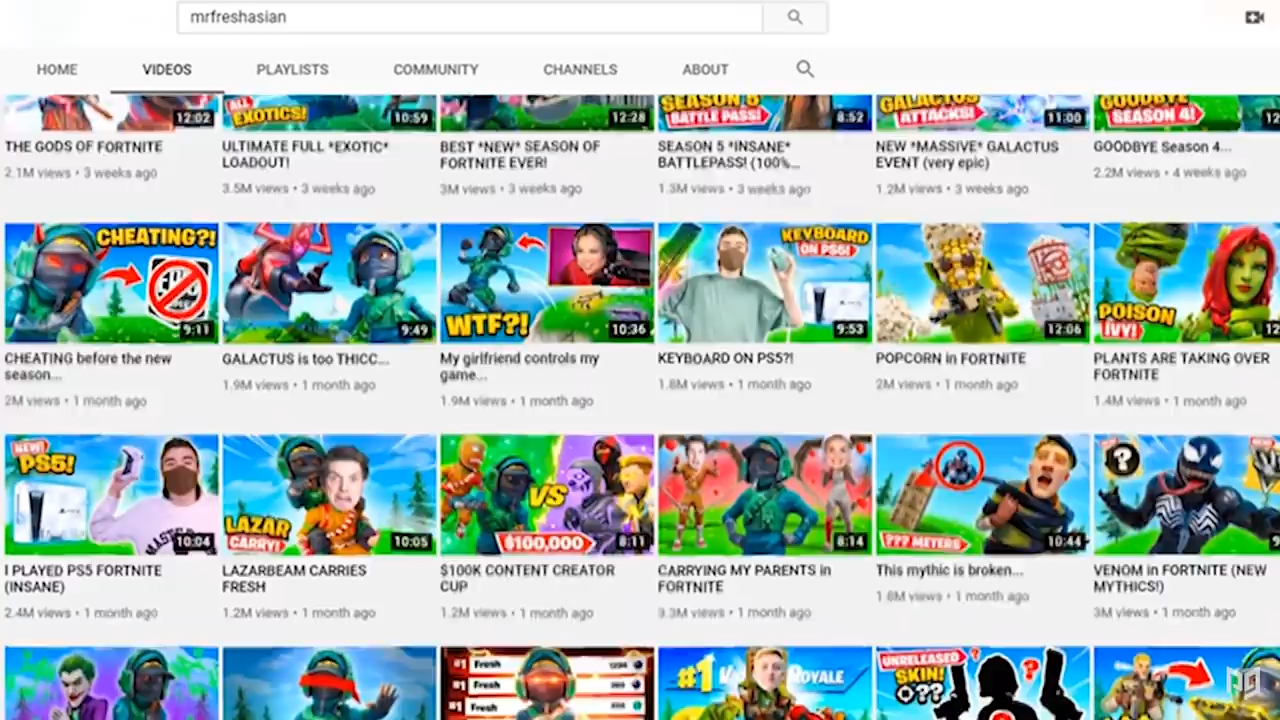 mrfreshasian
HOME VIDEOS PLAYLISTS COMMUNITY CHANNELS ABOUT
ALL EXOTICS!
SEASON 5 BATTLE PASS!
GALACTUS ATTACKS!
GOODBYE SEASON 4!
12:02 10:59 12:28 8:52 11:00 12
THE GODS OF FORTNITE
2.1M views • 3 weeks ago
ULTIMATE FULL *EXOTIC*
LOADOUT!
3.5M views • 3 weeks ago
BEST *NEW* SEASON OF
FORTNITE EVER!
3M views • 3 weeks ago
SEASON 5 *INSANE*
BATTLEPASS! (100%...
1.3M views • 3 weeks ago
NEW *MASSIVE* GALACTUS
EVENT (very epic)
1.2M views • 3 weeks ago
GOODBYE Season 4...
2.2M views • 4 weeks ago
CHEATING?!
WTF?!
KEYBOARD
ON PS5!
POISON
IVY!
9:11 9:49 10:36 9:53 12:06 12
CHEATING before the new
season...
2M views • 1 month ago
GALACTUS is too THICC...
1.9M views • 1 month ago
My girlfriend controls my
game...
1.9M views • 1 month ago
KEYBOARD ON PS5?!
1.8M views • 1 month ago
POPCORN in FORTNITE
2M views • 1 month ago
PLANTS ARE TAKING OVER
FORTNITE
1.4M views • 1 month ago
NEW!
PS5!
LAZAR
CARRY!
VS
$100,000
??? METERS
?
10:04 10:05 8:11 8:14 10:44 9
I PLAYED PS5 FORTNITE
(INSANE)
2.4M views • 1 month ago
LAZARBEAM CARRIES
FRESH
1.2M views • 1 month ago
$100K CONTENT CREATOR
CUP
1.2M views • 1 month ago
CARRYING MY PARENTS in
FORTNITE
3.3M views • 1 month ago
This mythic is broken...
1.8M views • 1 month ago
VENOM in FORTNITE (NEW
MYTHICS!)
3M views • 1 month ago
#1 Fresh
#1 Fresh
#1 Fresh
#1 ROYALE
UNRELEASED
SKIN!
??